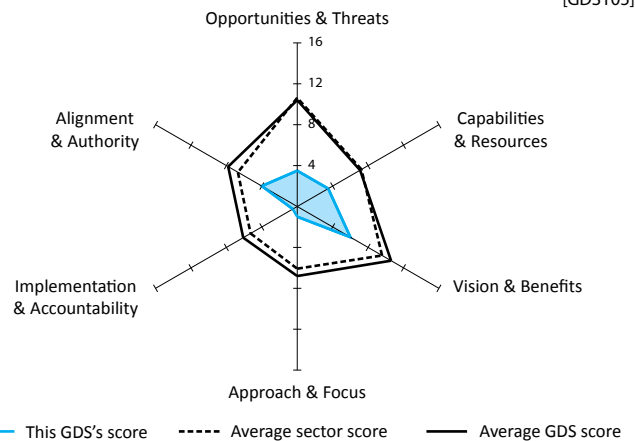 [GDS105]
Opportunities & Threats
16
12
8
4
Alignment
& Authority
Capabilities
& Resources
Implementation
& Accountability
Vision & Benefits
Approach & Focus
This GDS's score
Average sector score
Average GDS score